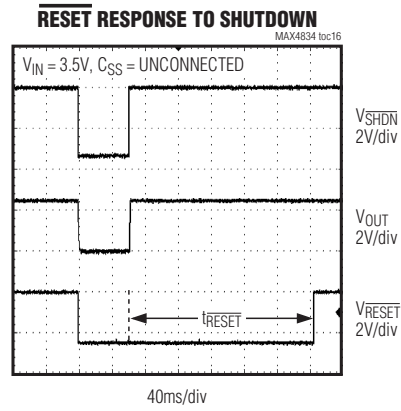 RESET RESPONSE TO SHUTDOWN
MAX4834 toc16
VIN = 3.5V, CSS = UNCONNECTED
VSHDN
2V/div
VOUT
2V/div
tRESET
VRESET
2V/div
40ms/div